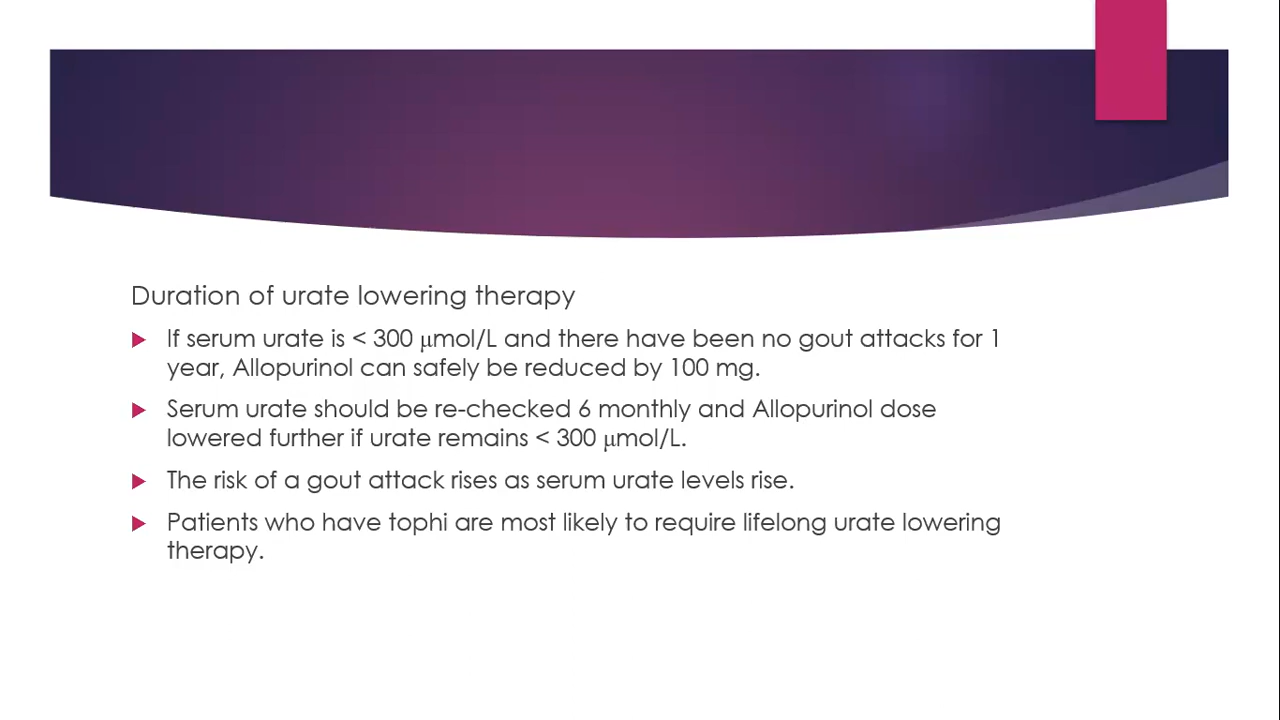 Duration of urate lowering therapy
If serum urate is < 300 μmol/L and there have been no gout attacks for 1
year, Allopurinol can safely be reduced by 100 mg.
Serum urate should be re-checked 6 monthly and Allopurinol dose
lowered further if urate remains < 300 μmol/L.
The risk of a gout attack rises as serum urate levels rise.
Patients who have tophi are most likely to require lifelong urate lowering
therapy.